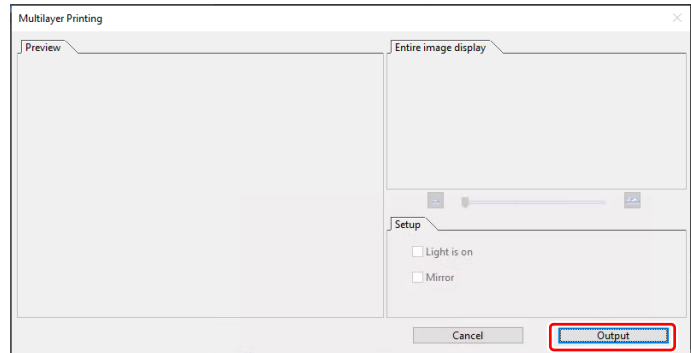 Multilayer Printing
Preview
Entire image display
Setup
Light is on
Mirror
Cancel
Output